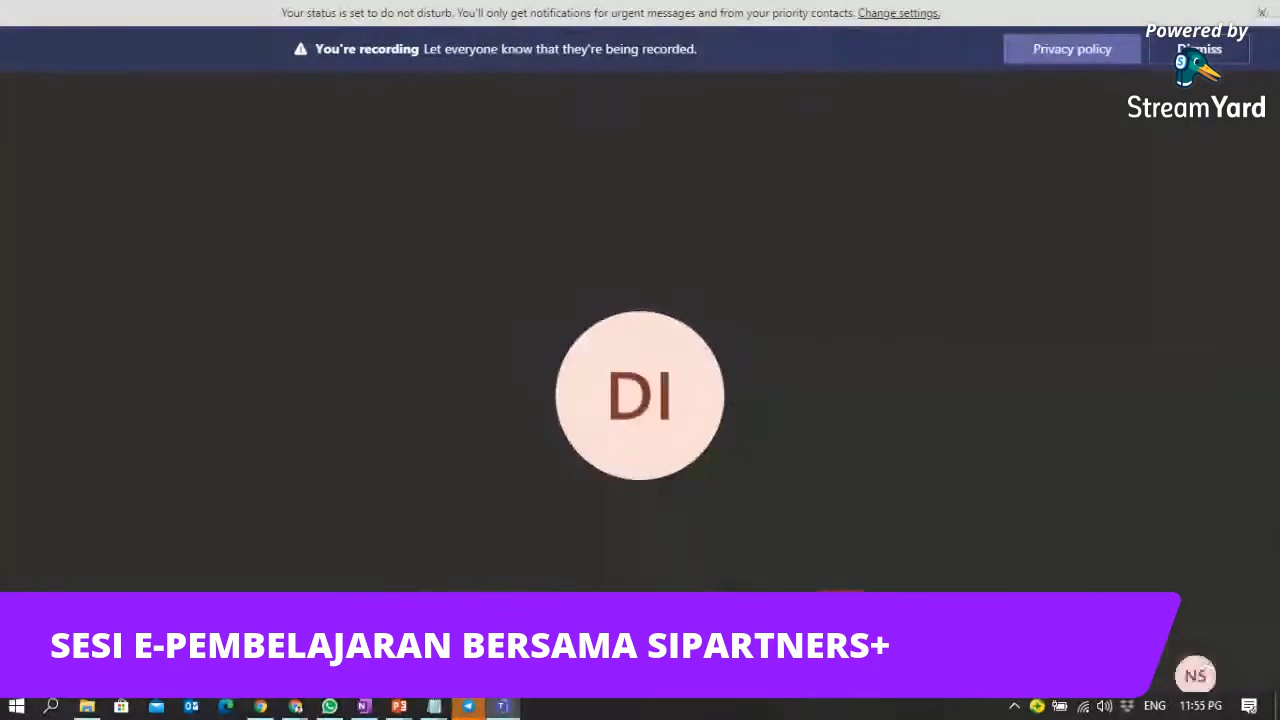 Your status is set to do not disturb. You'll only get notifications for urgent messages and from your priority contacts. Change settings.
You're recording Let everyone know that they're being recorded.
Privacy policy
Dismiss
Powered by
StreamYard
DI
SESI E-PEMBELAJARAN BERSAMA SIPARTNERS+
NS
ENG
11:55 PG